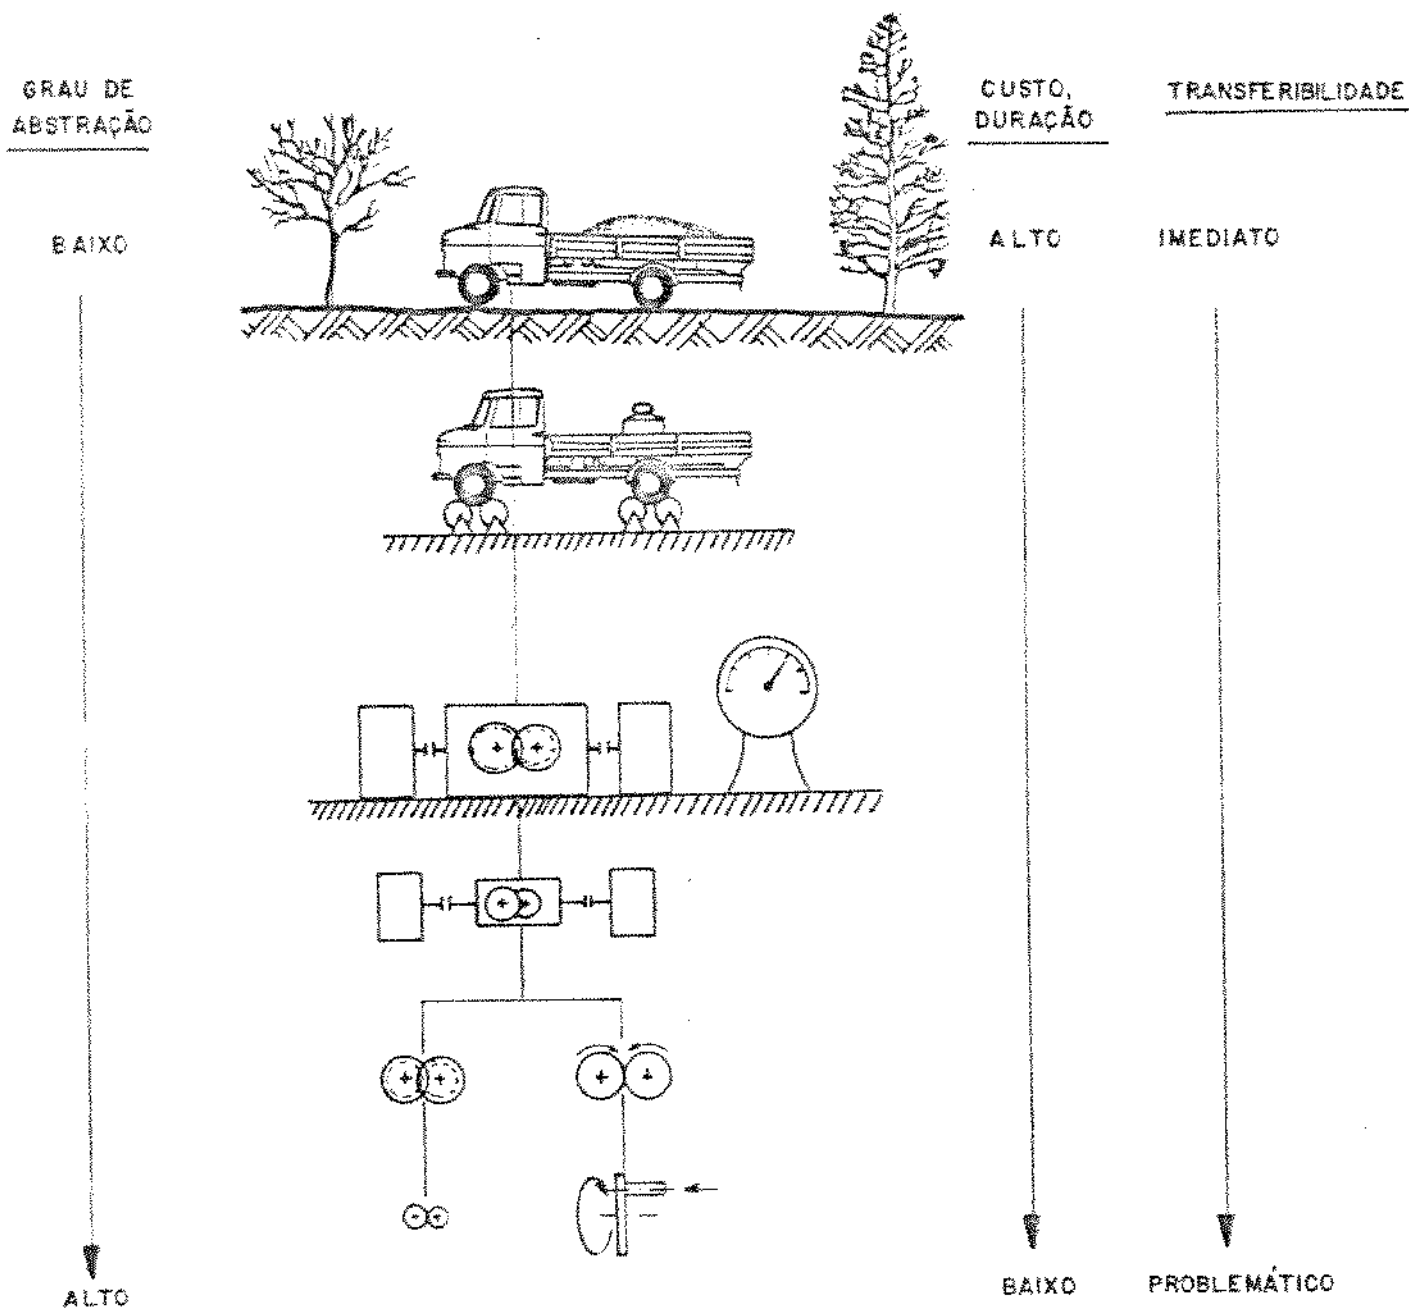 GRAU DE
ABSTRAÇÃO
CUSTO,
DURAÇÃO
TRANSFERIBILIDADE
BAIXO
ALTO
IMEDIATO
ALTO
BAIXO
PROBLEMÁTICO